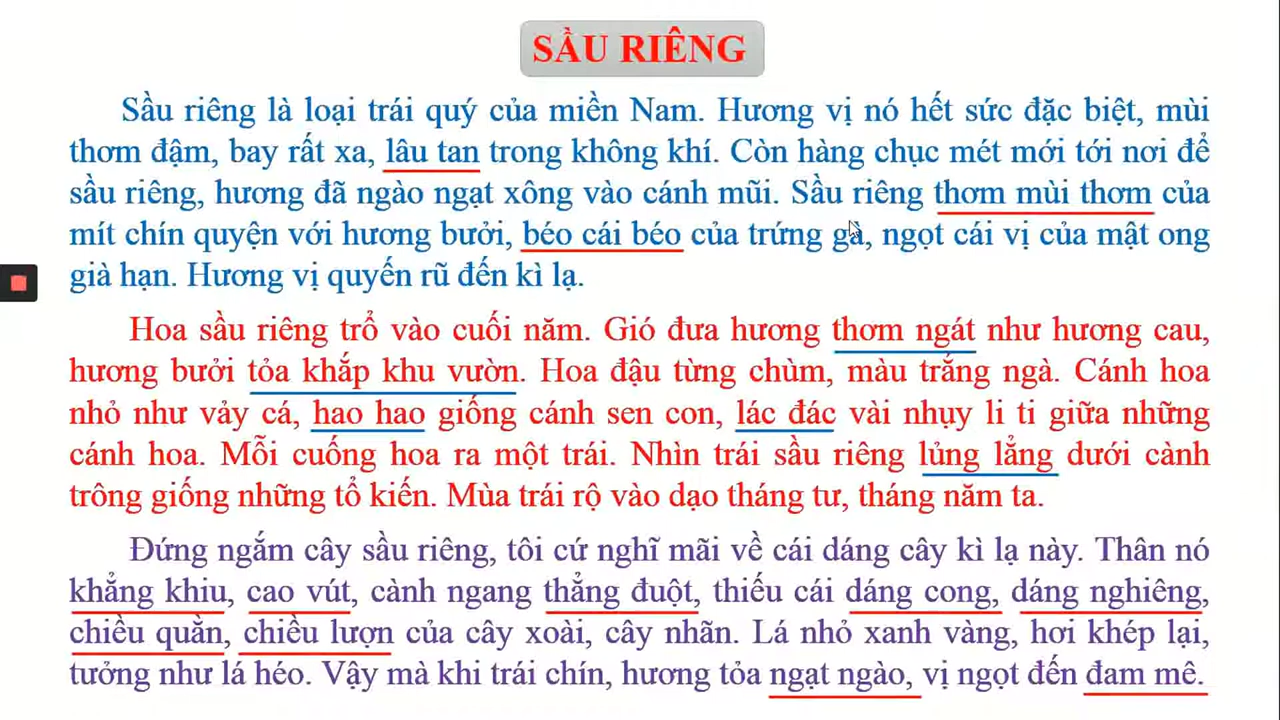 SẦU RIÊNG
Sầu riêng là loại trái quý của miền Nam. Hương vị nó hết sức đặc biệt, mùi
thơm đậm, bay rất xa, lâu tan trong không khí. Còn hàng chục mét mới tới nơi để
sầu riêng, hương đã ngào ngạt xông vào cánh mũi. Sầu riêng thơm mùi thơm của
mít chín quyện với hương bưởi, béo cái béo của trứng gà, ngọt cái vị của mật ong
già hạn. Hương vị quyến rũ đến kì lạ.
Hoa sầu riêng trổ vào cuối năm. Gió đưa hương thơm ngát như hương cau,
hương bưởi tỏa khắp khu vườn. Hoa đậu từng chùm, màu trắng ngà. Cánh hoa
nhỏ như vảy cá, hao hao giống cánh sen con, lác đác vài nhụy li ti giữa những
cánh hoa. Mỗi cuống hoa ra một trái. Nhìn trái sầu riêng lủng lẳng dưới cành
trông giống những tổ kiến. Mùa trái rộ vào dạo tháng tư, tháng năm ta.
Đứng ngắm cây sầu riêng, tôi cứ nghĩ mãi về cái dáng cây kì lạ này. Thân nó
khẳng khiu, cao vút, cành ngang thẳng đuột, thiếu cái dáng cong, dáng nghiêng,
chiều quằn, chiều lượn của cây xoài, cây nhãn. Lá nhỏ xanh vàng, hơi khép lại,
tưởng như lá héo. Vậy mà khi trái chín, hương tỏa ngạt ngào, vị ngọt đến đam mê.